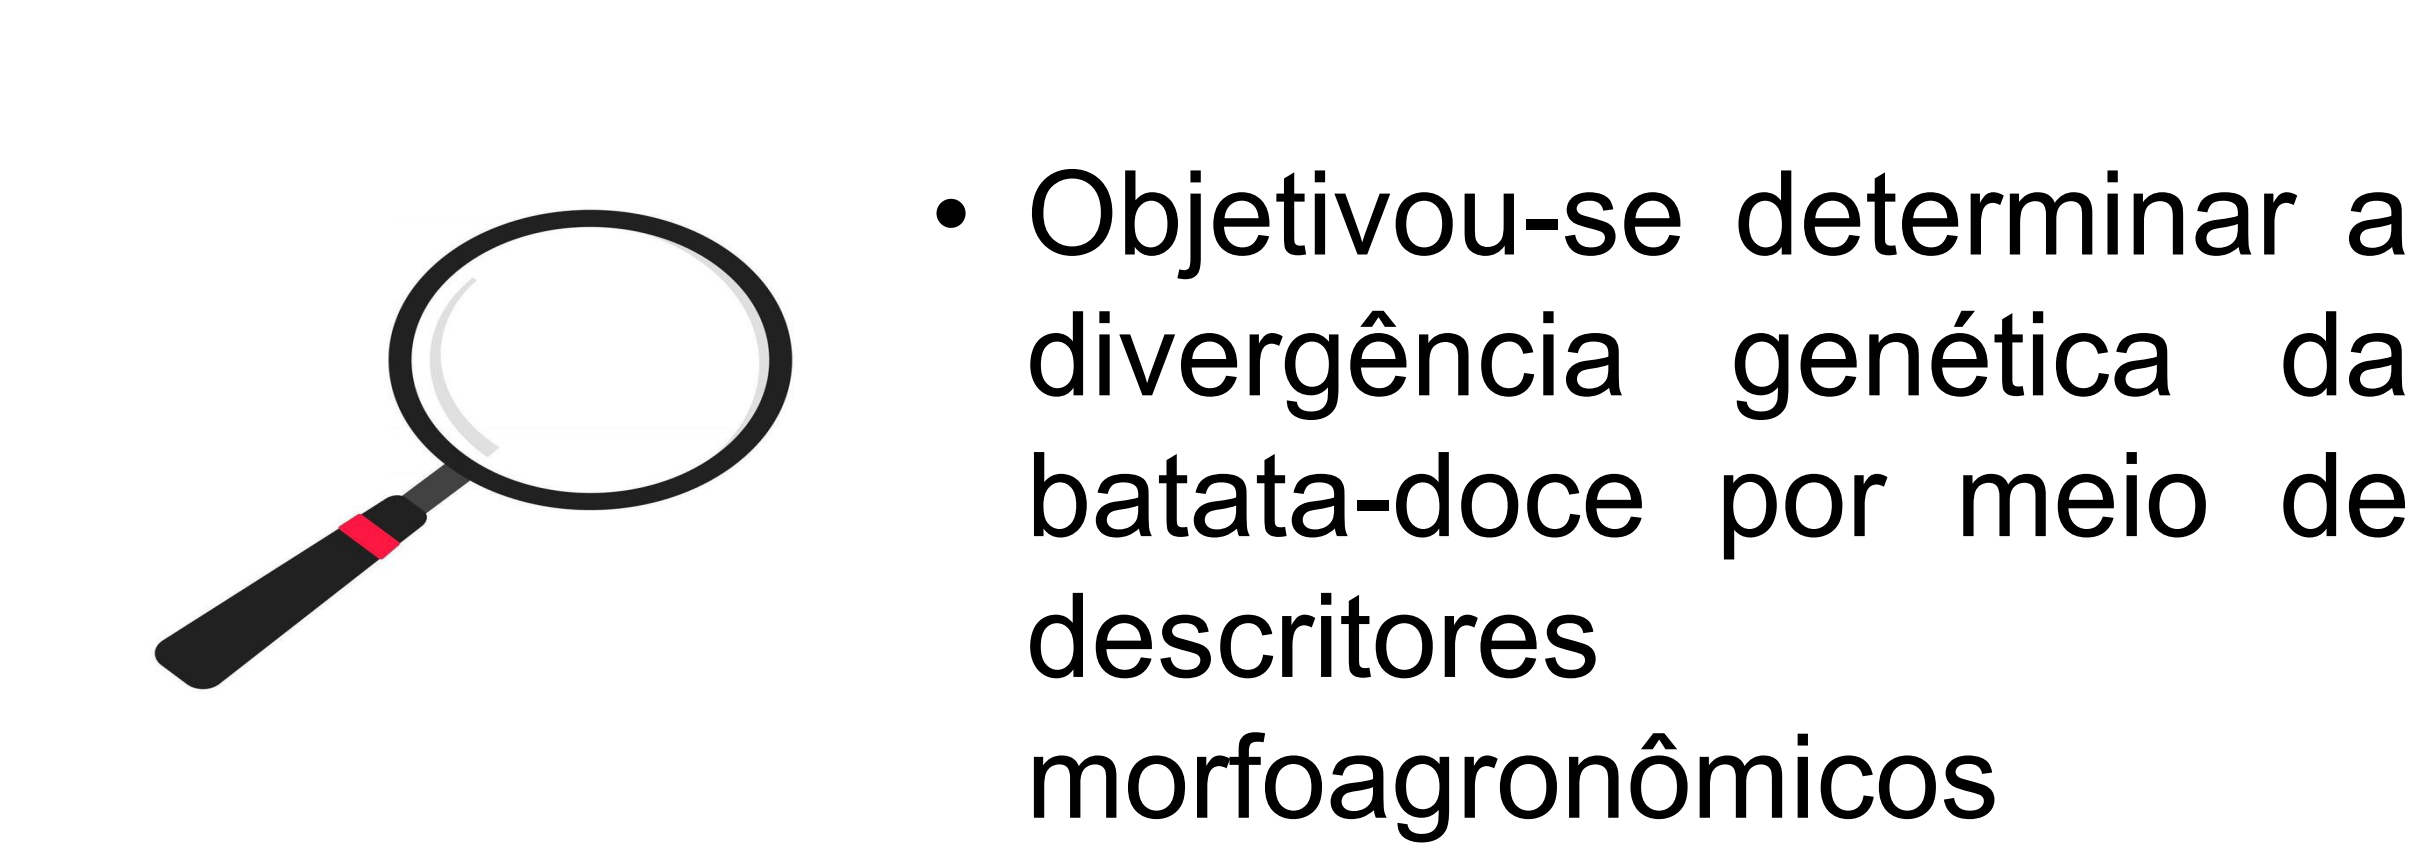 • Objetivou-se determinar a
divergência genética da
batata-doce por meio de
descritores
morfoagronômicos